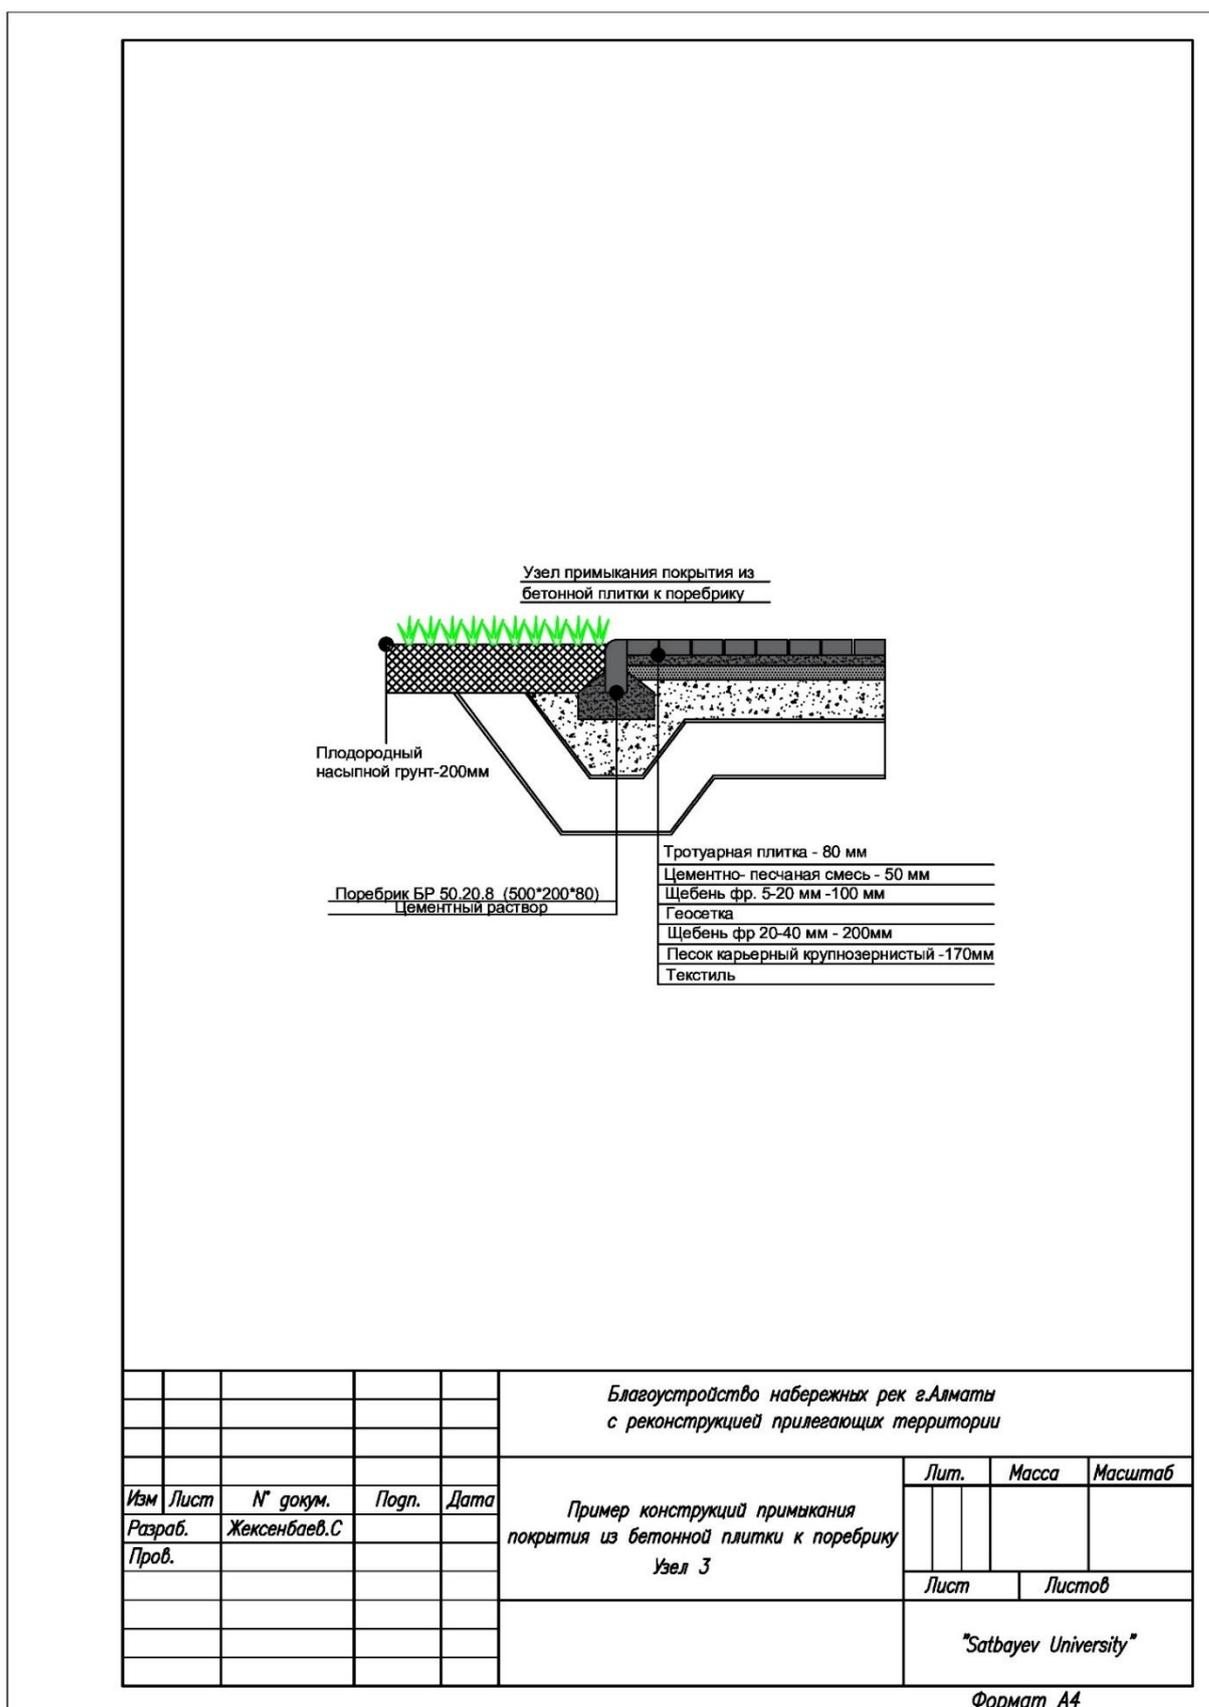 Узел примыкания покрытия из
бетонной плитки к поребрику
Плодородный
насыпной грунт-200мм
Тротуарная плитка - 80 мм
Цементно- песчаная смесь - 50 мм
Щебень фр. 5-20 мм -100 мм
Геосетка
Щебень фр 20-40 мм - 200мм
Песок карьерный крупнозернистый -170мм
Текстиль
Поребрик БР 50.20.8 (500*200*80)
Цементный раствор
Благоустройство набережных рек г.Алматы
с реконструкцией прилегающих территории
Изм Лист N° докум. Подп. Дата
Разраб. Жексенбаев.С
Пров.
Пример конструкций примыкания
покрытия из бетонной плитки к поребрику
Узел 3
Лит. Масса Масштаб
Лист Листов
"Satbayev University"
Формат А4